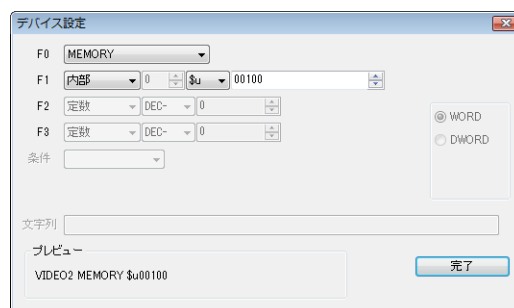 デバイス設定
F0 MEMORY
F1 内部 0 $u 00100
F2 定数 DEC- 0
F3 定数 DEC- 0
WORD
DWORD
条件
文字列
プレビュー
VIDEO2 MEMORY $u00100
完了